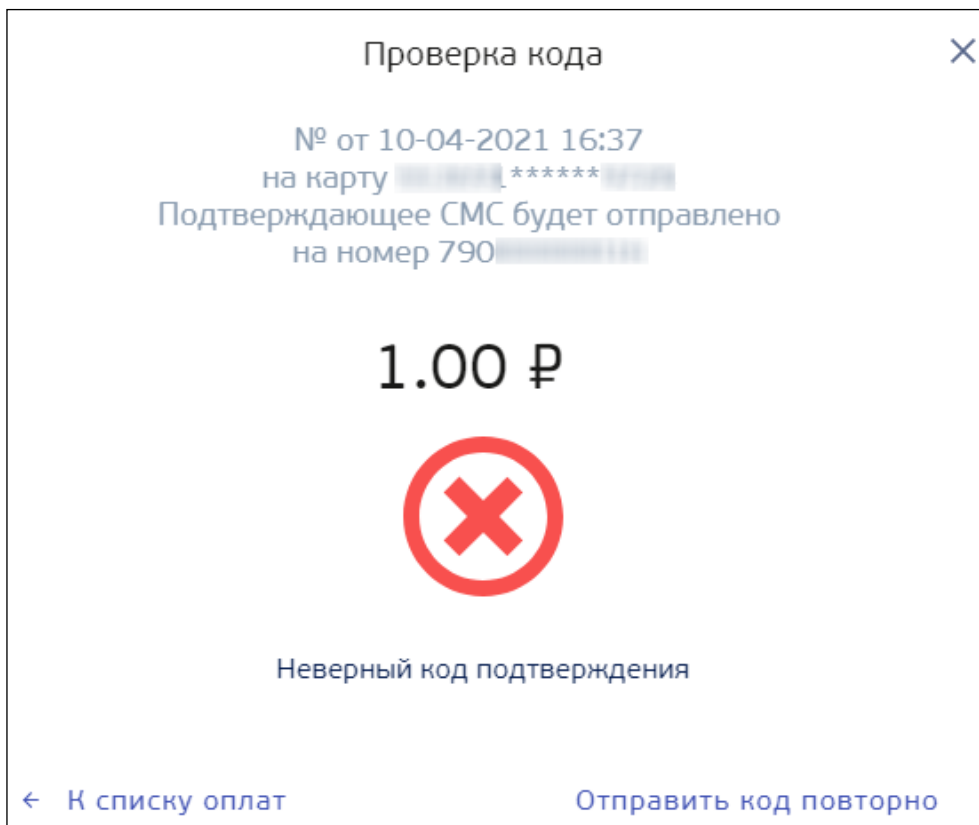 Проверка кода
№ от 10-04-2021 16:37
на карту ******
Подтверждающее СМС будет отправлено
на номер 790
1.00 ₽
Неверный код подтверждения
← К списку оплат
Отправить код повторно